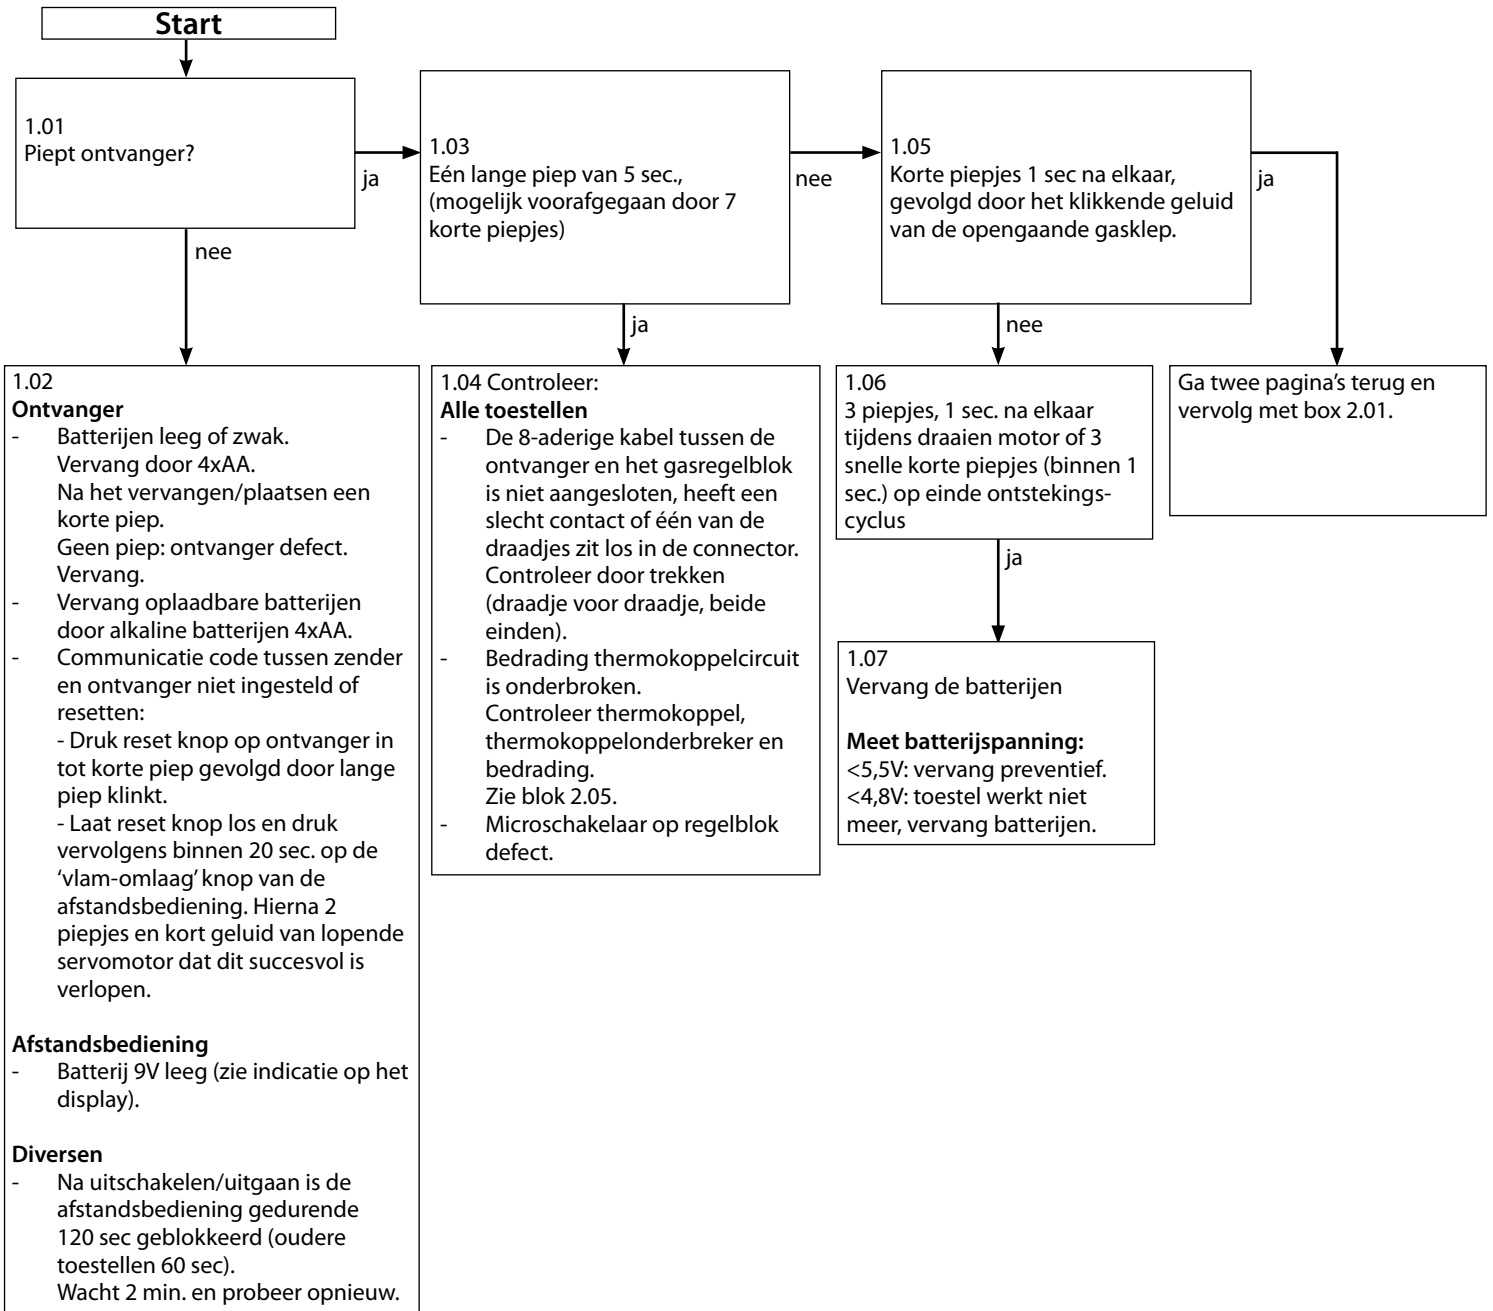 Start
1.01
Piept ontvanger?
ja
nee
1.03
Eén lange piep van 5 sec.,
(mogelijk voorafgegaan door 7
korte piepjes)
nee
ja
1.05
Korte piepjes 1 sec na elkaar,
gevolgd door het klikkende geluid
van de opengaande gasklep.
ja
nee
1.02
Ontvanger
- Batterijen leeg of zwak.
Vervang door 4xAA.
Na het vervangen/plaatsen een
korte piep.
Geen piep: ontvanger defect.
Vervang.
- Vervang oplaadbare batterijen
door alkaline batterijen 4xAA.
- Communicatie code tussen zender
en ontvanger niet ingesteld of
resetten:
- Druk reset knop op ontvanger in
tot korte piep gevolgd door lange
piep klinkt.
- Laat reset knop los en druk
vervolgens binnen 20 sec. op de
‘vlam-omlaag’ knop van de
afstandsbediening. Hierna 2
piepjes en kort geluid van lopende
servomotor dat dit succesvol is
verlopen.
Afstandsbediening
- Batterij 9V leeg (zie indicatie op het
display).
Diversen
- Na uitschakelen/uitgaan is de
afstandsbediening gedurende
120 sec geblokkeerd (oudere
toestellen 60 sec).
Wacht 2 min. en probeer opnieuw.
1.04 Controleer:
Alle toestellen
- De 8-aderige kabel tussen de
ontvanger en het gasregelblok
is niet aangesloten, heeft een
slecht contact of één van de
draadjes zit los in de connector.
Controleer door trekken
(draadje voor draadje, beide
einden).
- Bedrading thermokoppelcircuit
is onderbroken.
Controleer thermokoppel,
thermokoppelonderbreker en
bedrading.
Zie blok 2.05.
- Microschakelaar op regelblok
defect.
1.06
3 piepjes, 1 sec. na elkaar
tijdens draaien motor of 3
snelle korte piepjes (binnen 1
sec.) op einde ontstekings-
cyclus
ja
1.07
Vervang de batterijen
Meet batterijspanning:
<5,5V: vervang preventief.
<4,8V: toestel werkt niet
meer, vervang batterijen.
Ga twee pagina’s terug en
vervolg met box 2.01.